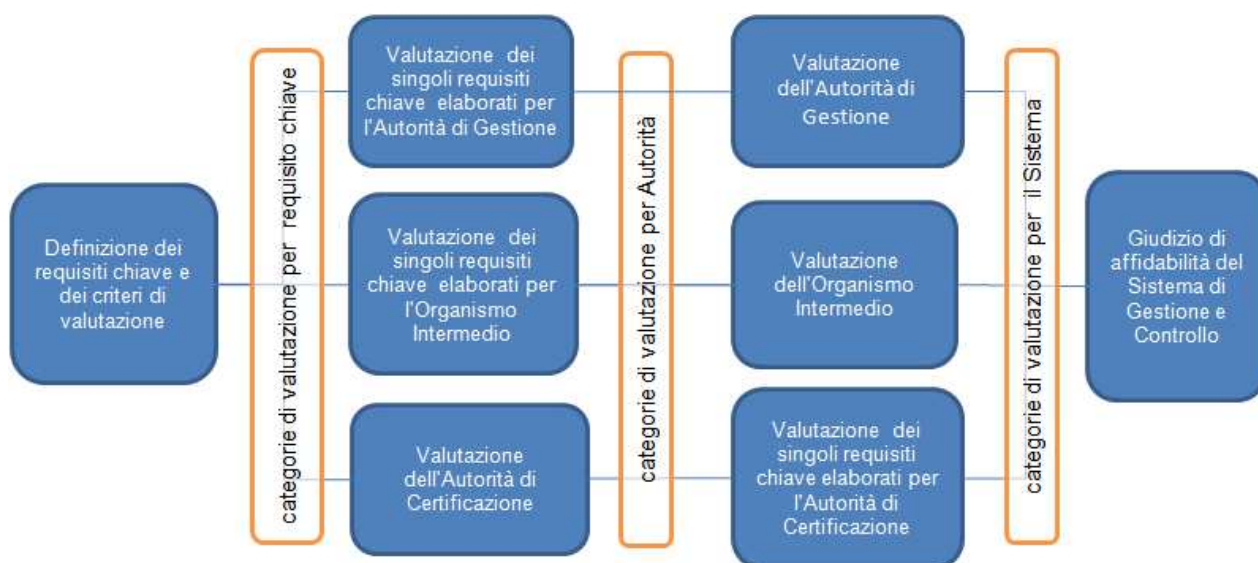 Definizione dei
requisiti chiave e
dei criteri di
valutazione
categorie di valutazione per requisito chiave
Valutazione dei
singoli requisiti
chiave elaborati per
l'Autorità di Gestione
Valutazione dei
singoli requisiti
chiave elaborati per
l'Organismo
Intermedio
Valutazione
dell'Autorità di
Certificazione
categorie di valutazione per Autorità
Valutazione
dell'Autorità di
Gestione
Valutazione
dell'Organismo
Intermedio
Valutazione dei
singoli requisiti
chiave elaborati per
l'Autorità di
Certificazione
categorie di valutazione per il Sistema
Giudizio di
affidabilità del
Sistema di
Gestione e
Controllo